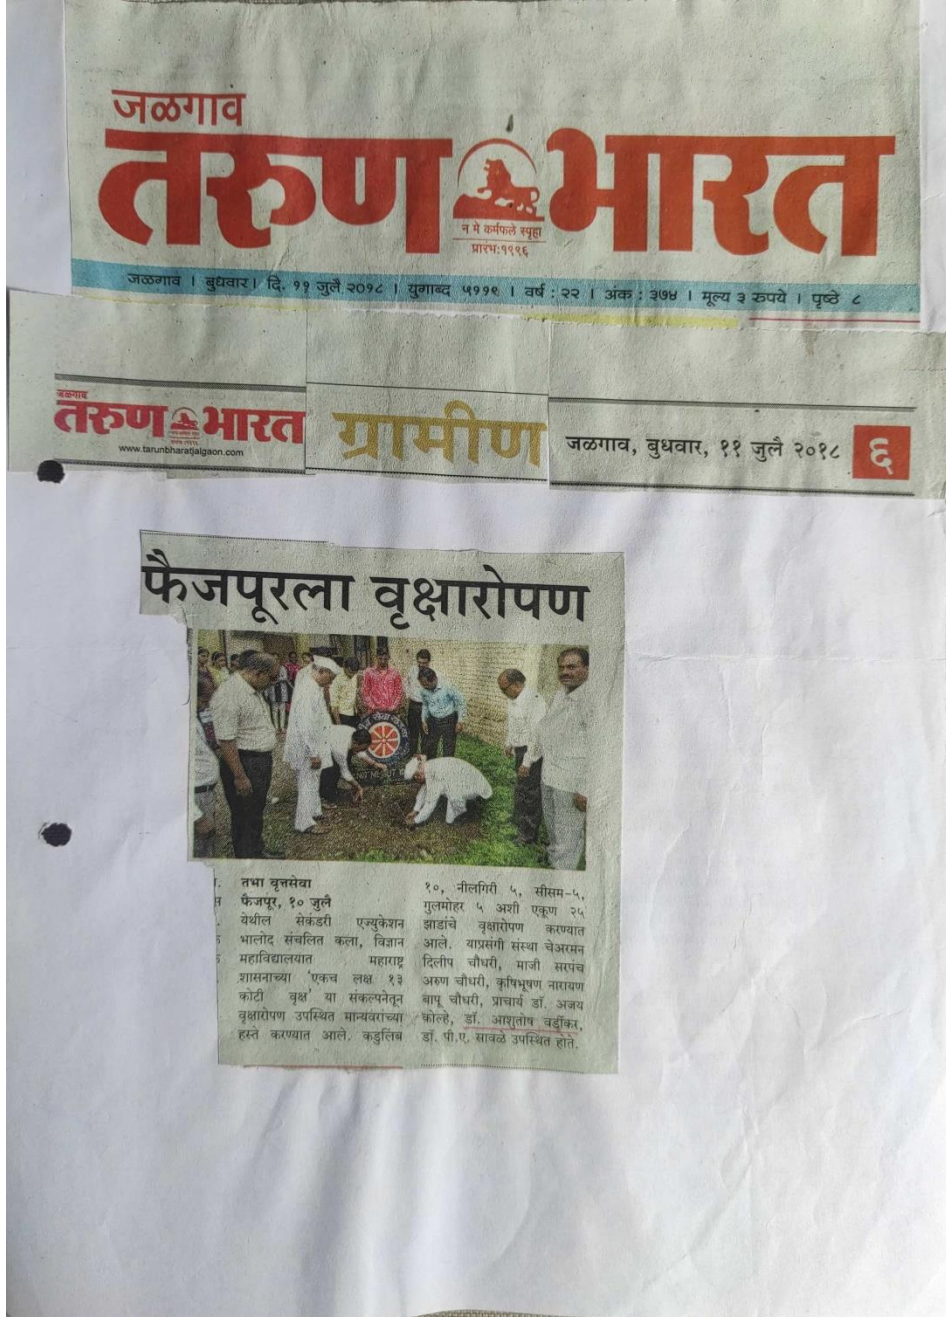 जळगाव
तरुण भारत
न मे कर्मफले स्पृहा
प्रारंभ:१९९६
जळगाव । बुधवार। दि. ११ जुलै २०१८ । युगाब्द ५११९ । वर्ष : २२ । अंक : ३७४ । मूल्य ३ रुपये । पृष्ठे ८
जळगाव
तरुण भारत
www.tarunbharatjalgaon.com
ग्रामीण
जळगाव, बुधवार, ११ जुलै २०१८
६
फैजपूरला वृक्षारोपण
तभा वृत्तसेवा
फैजपूर, १० जुलै
येथील सेकंडरी एज्युकेशन
भालोद संचलित कला, विज्ञान
महाविद्यालयात महाराष्ट्र
शासनाच्या 'एकच लक्ष १३
कोटी वृक्ष' या संकल्पनेतून
वृक्षारोपण उपस्थित मान्यवरांच्या
हस्ते करण्यात आले. कडुलिंब
१०, नीलगिरी ५, सीसम-५,
गुलमोहर ५ अशी एकूण २५
झाडांचे वृक्षारोपण करण्यात
आले. याप्रसंगी संस्था चेअरमन
दिलीप चौधरी, माजी सरपंच
अरुण चौधरी, कृषिभूषण नारायण
बापू चौधरी, प्राचार्य डॉ. अजय
कोल्हे, डॉ. आशुतोष वर्डीकर,
डॉ. पी.ए. सावळे उपस्थित होते.